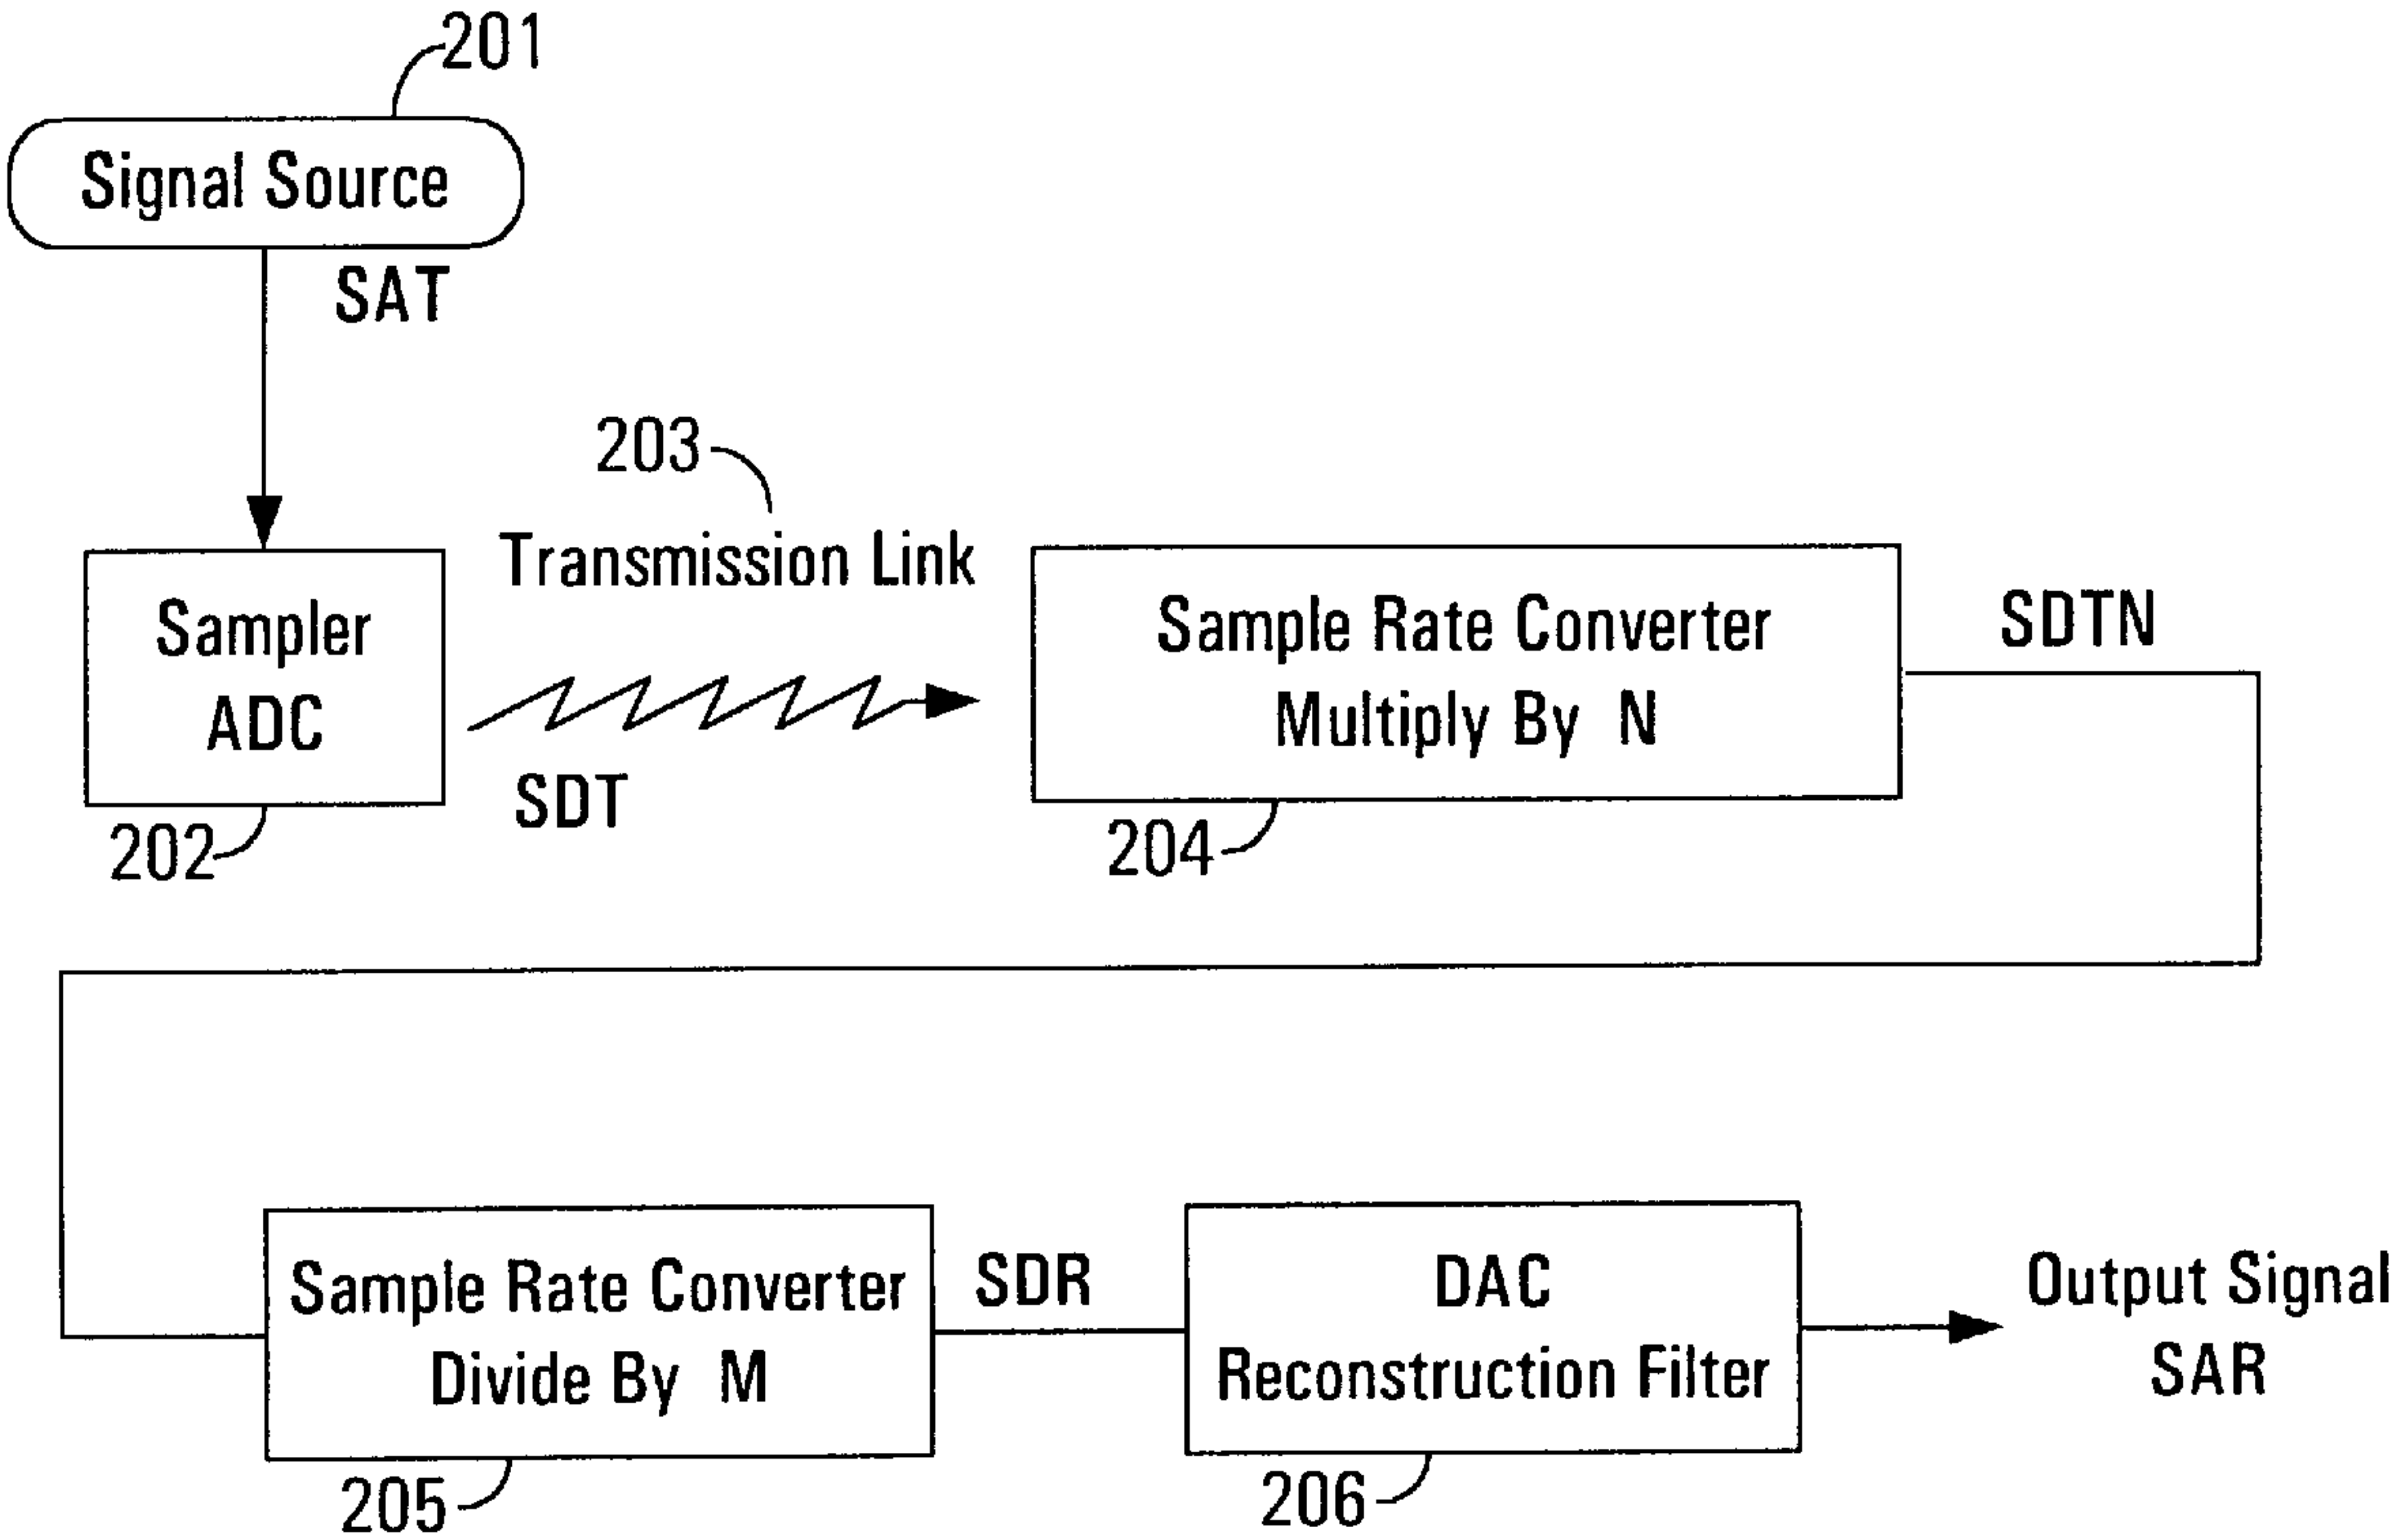 201
Signal Source
SAT
203
Transmission Link
Sampler
ADC
SDT
202
Sample Rate Converter
Multiply By N
SDTN
204
Sample Rate Converter
Divide By M
205
SDR
DAC
Reconstruction Filter
206
Output Signal
SAR